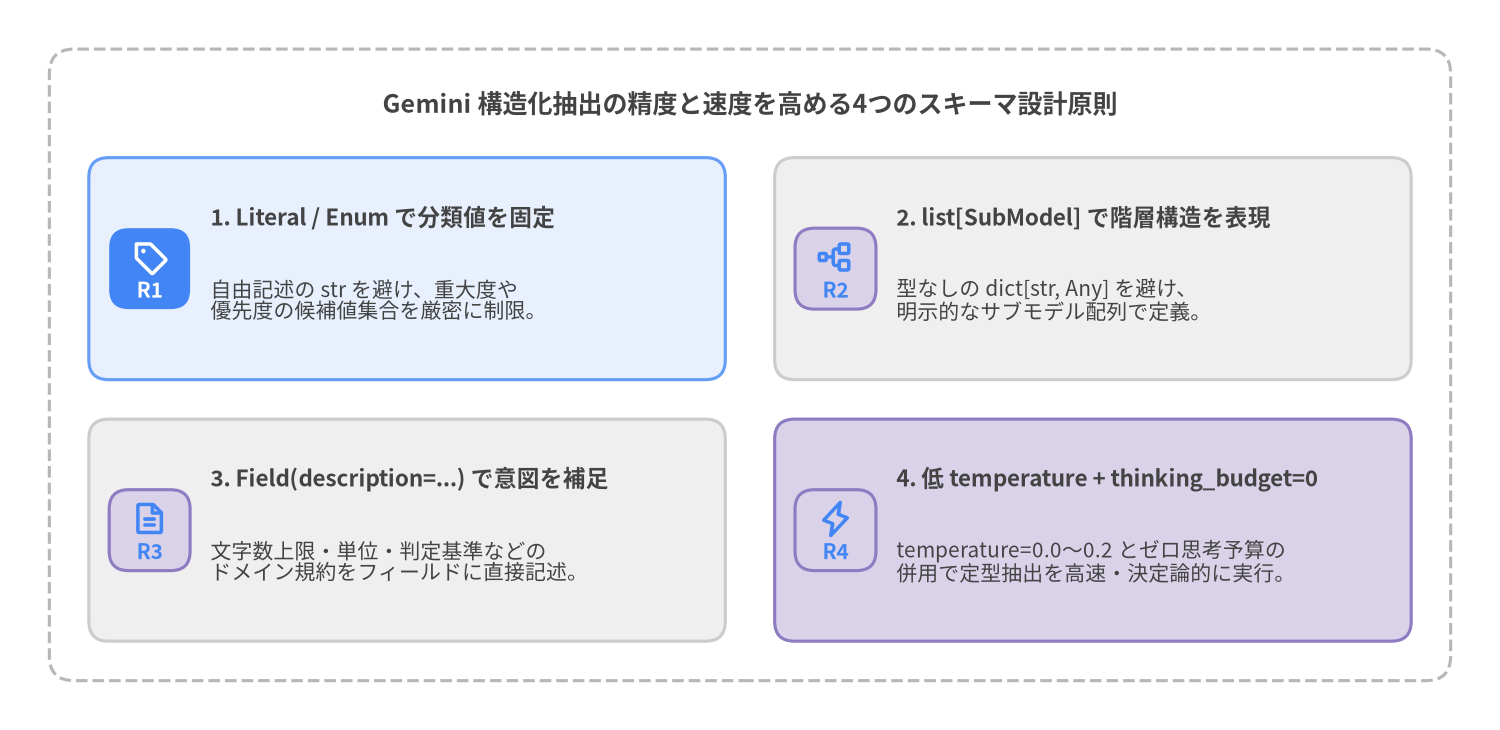 Gemini 構造化抽出の精度と速度を高める4つのスキーマ設計原則
1. Literal / Enum で分類値を固定
R1
自由記述の str を避け、重大度や
優先度の候補値集合を厳密に制限。
2. list[SubModel] で階層構造を表現
R2
型なしの dict[str, Any] を避け、
明示的なサブモデル配列で定義。
3. Field(description=...) で意図を補足
R3
文字数上限・単位・判定基準などの
ドメイン規約をフィールドに直接記述。
4. 低 temperature + thinking_budget=0
R4
temperature=0.0〜0.2 とゼロ思考予算の
併用で定型抽出を高速・決定論的に実行。